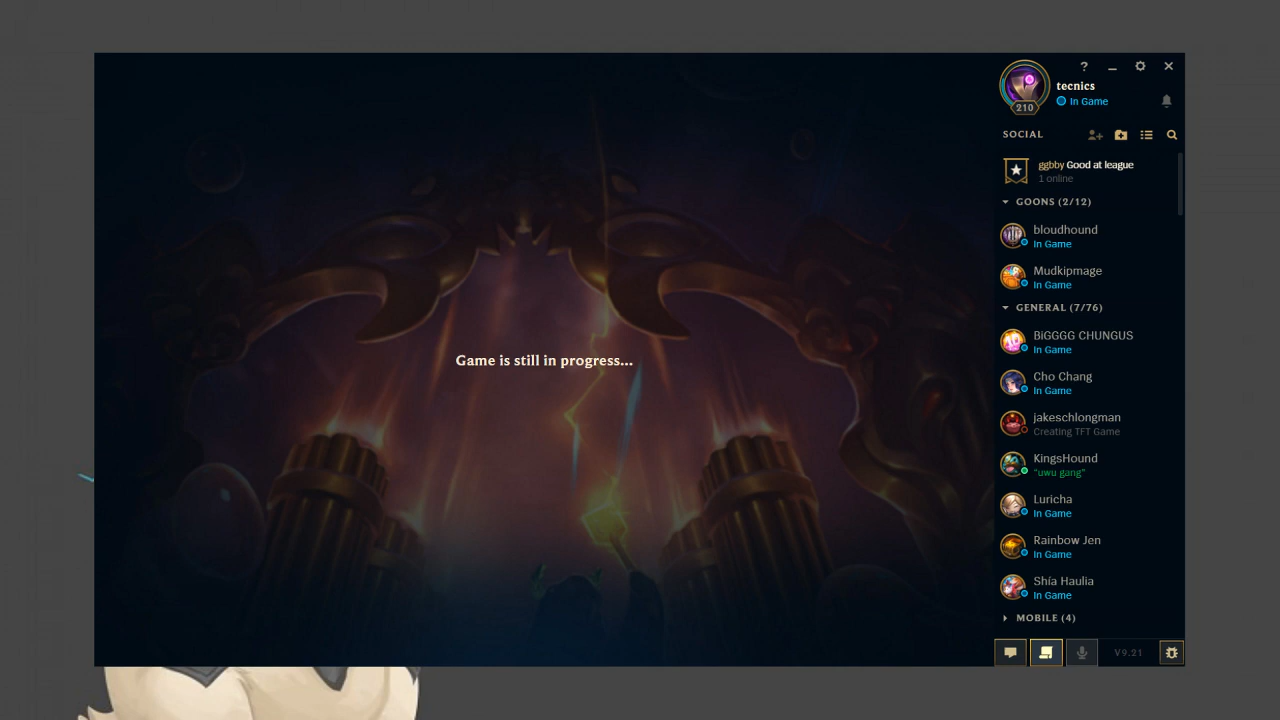 ?
tecnics
In Game
210
SOCIAL
ggbby Good at league
1 online
GOONS (2/12)
bloudhound
In Game
Mudkipmage
In Game
GENERAL (7/76)
BiGGGG CHUNGUS
In Game
Cho Chang
In Game
jakeschlongman
Creating TFT Game
KingsHound
"uwu gang"
Luricha
In Game
Rainbow Jen
In Game
Shía Haulia
In Game
MOBILE (4)
V9.21
Game is still in progress...